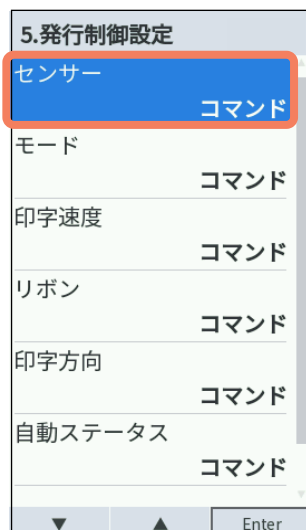 5.発行制御設定
センサー
コマンド
モード
コマンド
印字速度
コマンド
リボン
コマンド
印字方向
コマンド
自動ステータス
コマンド
▼ ▲ Enter